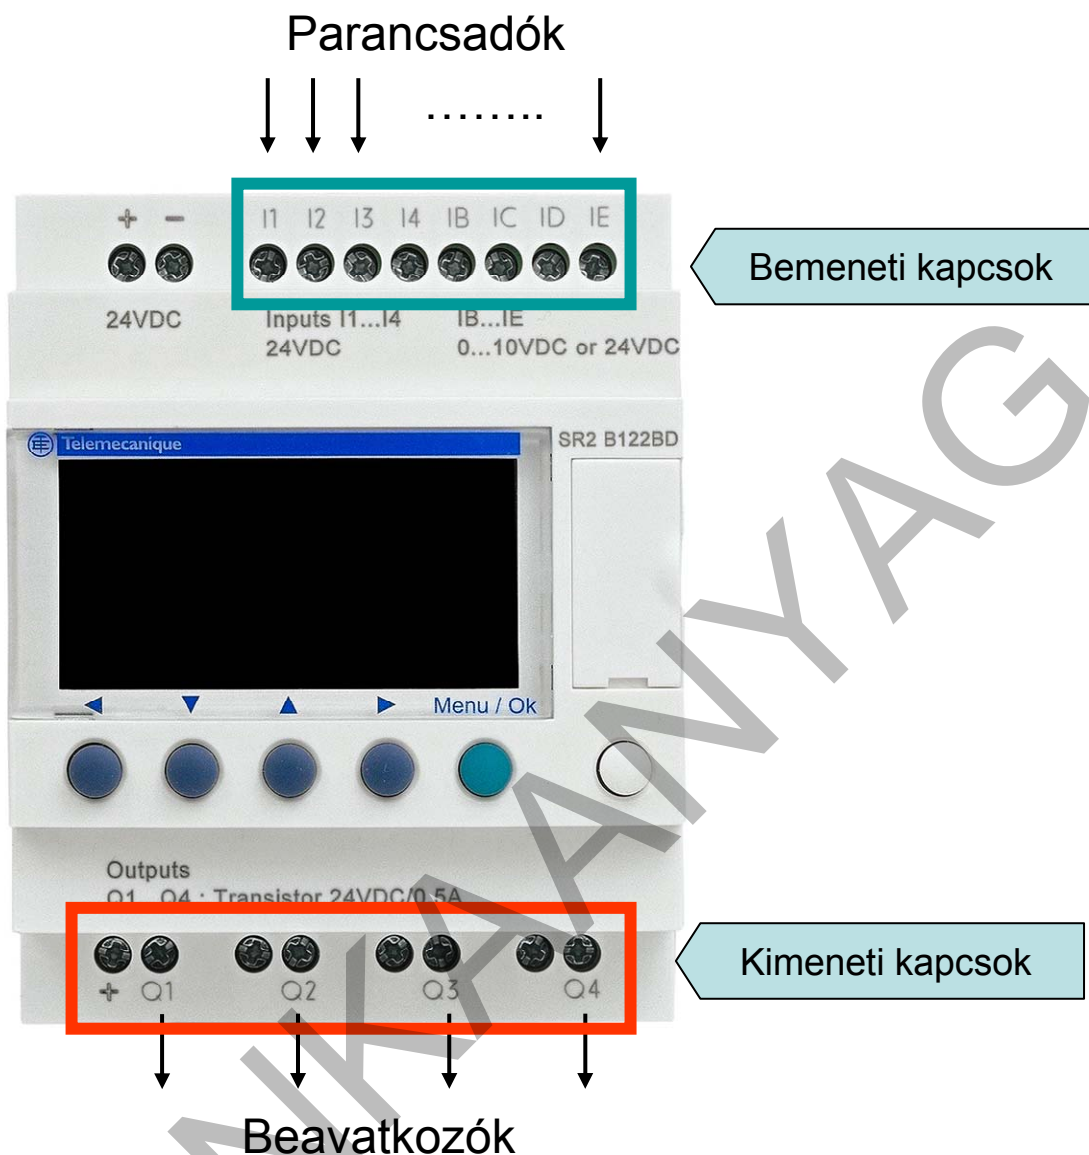 Parancsadók
........
+ - I1 I2 I3 I4 IB IC ID IE
Bemeneti kapcsok
24VDC Inputs I1...I4 IB...IE
24VDC 0...10VDC or 24VDC
Telemecanique
SR2 B122BD
Menu / Ok
Outputs
Q1...Q4 : Transistor 24VDC/0,5A
Kimeneti kapcsok
+ Q1 Q2 Q3 Q4
Beavatkozók
NKAANYAG